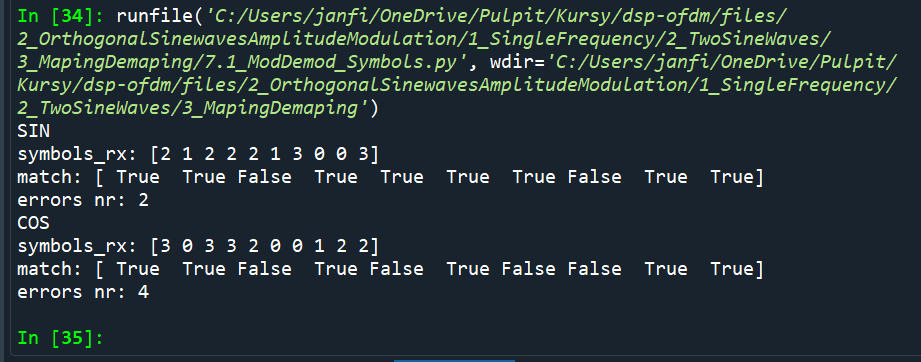 In [34]: runfile('C:/Users/janfi/OneDrive/Pulpit/Kursy/dsp-ofdm/files/
2_OrthogonalSinewavesAmplitudeModulation/1_SingleFrequency/2_TwoSineWaves/
3_MapingDemaping/7.1_ModDemod_Symbols.py', wdir='C:/Users/janfi/OneDrive/Pulpit/
Kursy/dsp-ofdm/files/2_OrthogonalSinewavesAmplitudeModulation/1_SingleFrequency/
2_TwoSineWaves/3_MapingDemaping')
SIN
symbols_rx: [2 1 2 2 2 1 3 0 0 3]
match: [ True  True False  True  True  True  True False  True  True]
errors nr: 2
COS
symbols_rx: [3 0 3 3 2 0 0 1 2 2]
match: [ True  True False  True False  True False False  True  True]
errors nr: 4
In [35]: